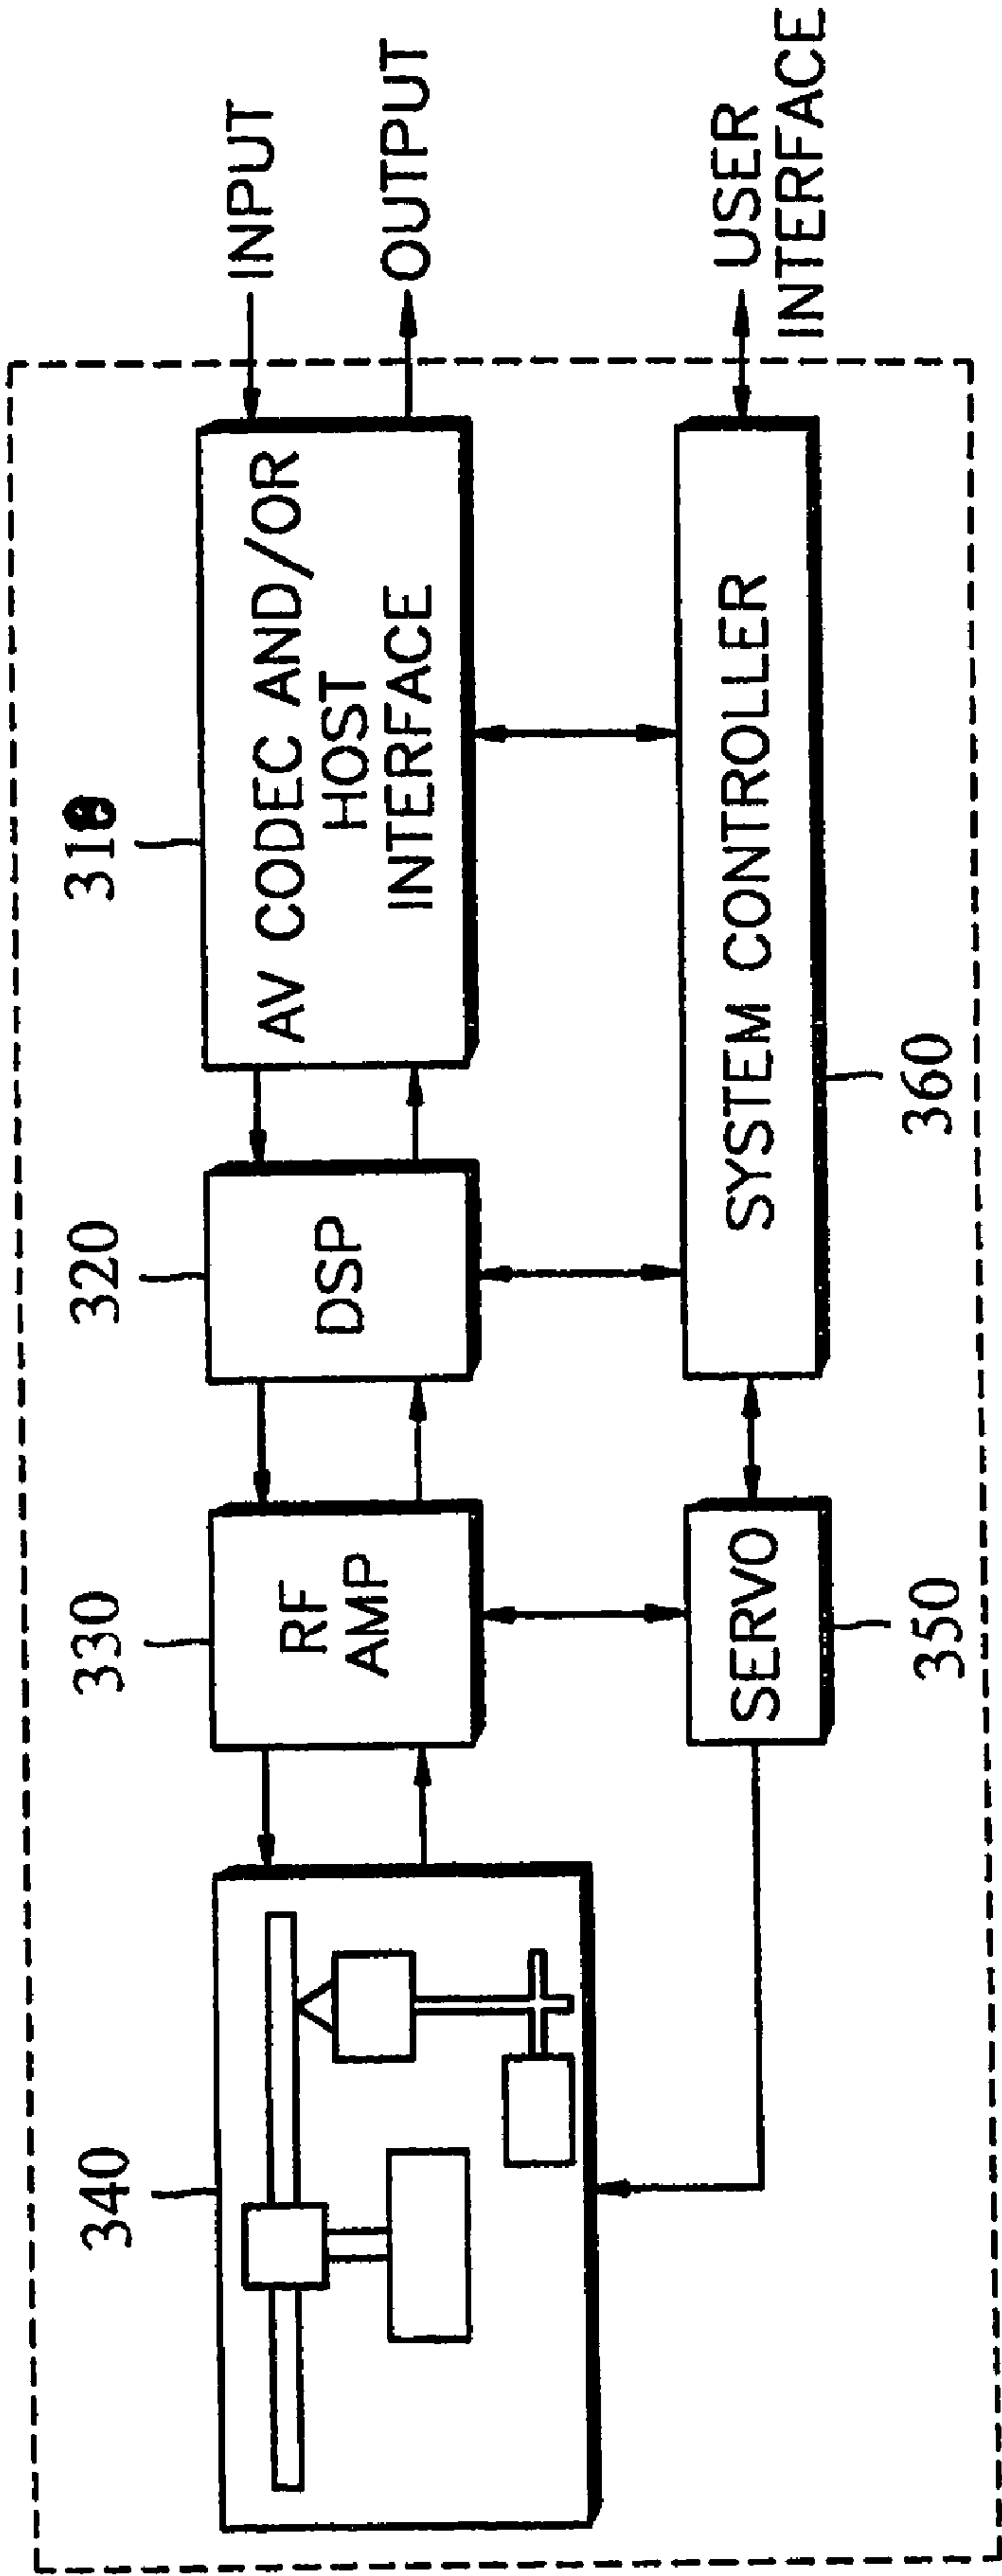 340
330
320
310
RF
AMP
DSP
AV CODEC AND/OR
HOST
INTERFACE
INPUT
OUTPUT
SERVO
SYSTEM CONTROLLER
USER
INTERFACE
350
360